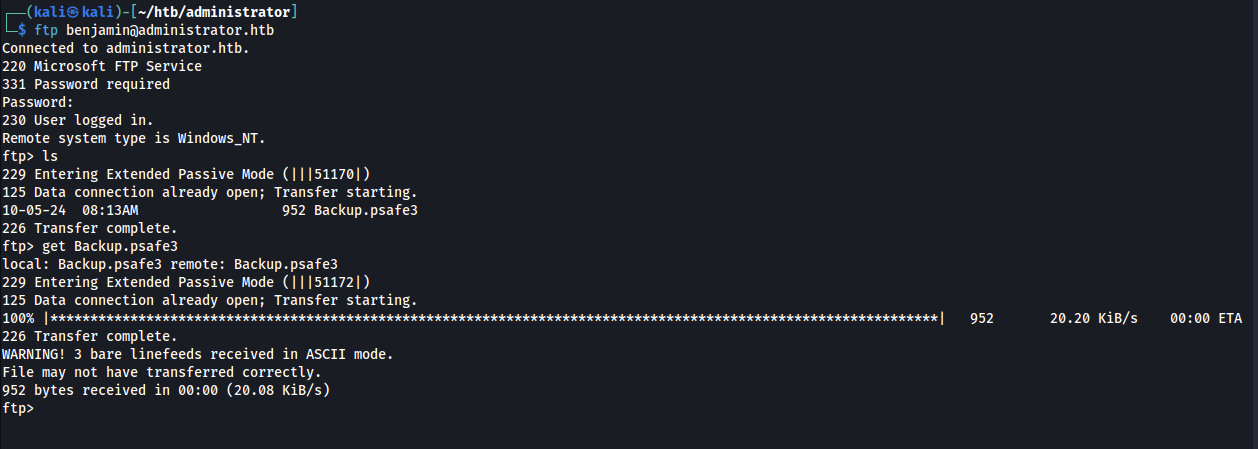 ┌──(kali㉿kali)-[~/htb/administrator]
└─$ ftp benjamin@administrator.htb
Connected to administrator.htb.
220 Microsoft FTP Service
331 Password required
Password:
230 User logged in.
Remote system type is Windows_NT.
ftp> ls
229 Entering Extended Passive Mode (|||51170|)
125 Data connection already open; Transfer starting.
10-05-24  08:13AM                  952 Backup.psafe3
226 Transfer complete.
ftp> get Backup.psafe3
local: Backup.psafe3 remote: Backup.psafe3
229 Entering Extended Passive Mode (|||51172|)
125 Data connection already open; Transfer starting.
100% |***************************************************************************************************************|   952       20.20 KiB/s    00:00 ETA
226 Transfer complete.
WARNING! 3 bare linefeeds received in ASCII mode.
File may not have transferred correctly.
952 bytes received in 00:00 (20.08 KiB/s)
ftp>